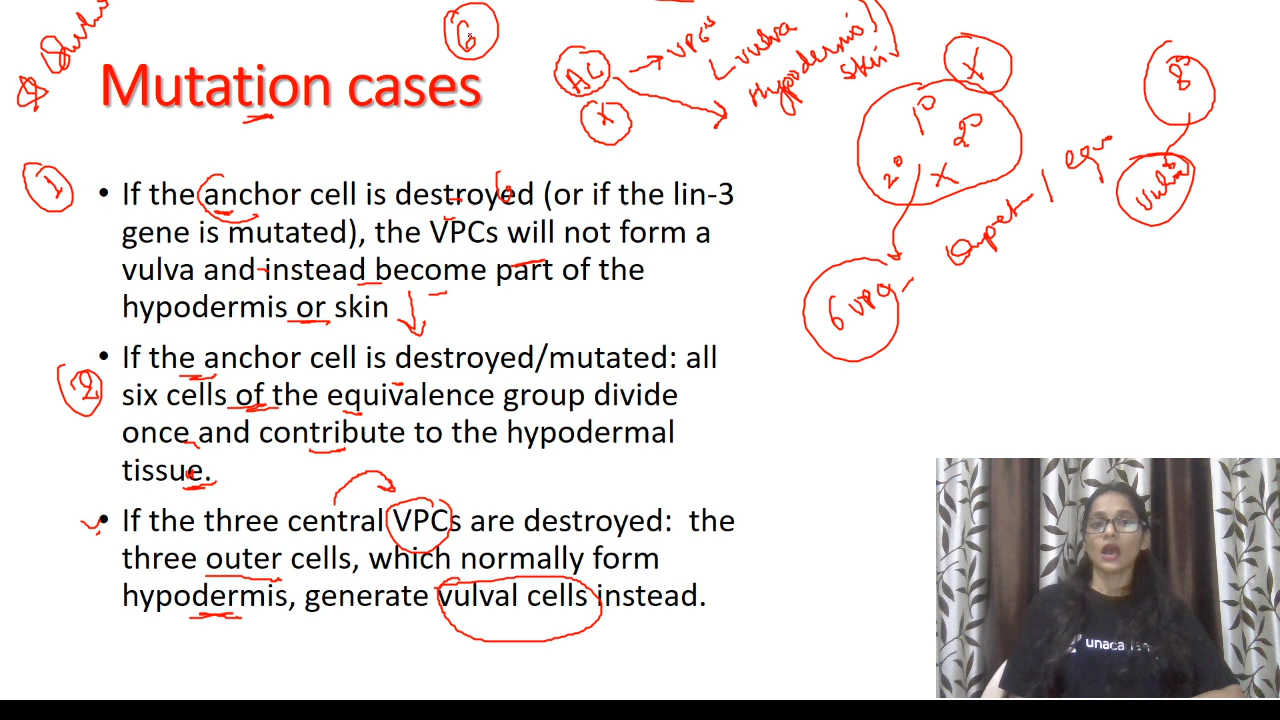 6
AC → VPCs
vulva
Hypodermis
skin
X
X
1°
2°
2°
X
8°
vulva
6 VPCs
1
2
Mutation cases
• If the anchor cell is destroyed (or if the lin-3
gene is mutated), the VPCs will not form a
vulva and instead become part of the
hypodermis or skin
• If the anchor cell is destroyed/mutated: all
six cells of the equivalence group divide
once and contribute to the hypodermal
tissue.
• If the three central VPCs are destroyed: the
three outer cells, which normally form
hypodermis, generate vulval cells instead.